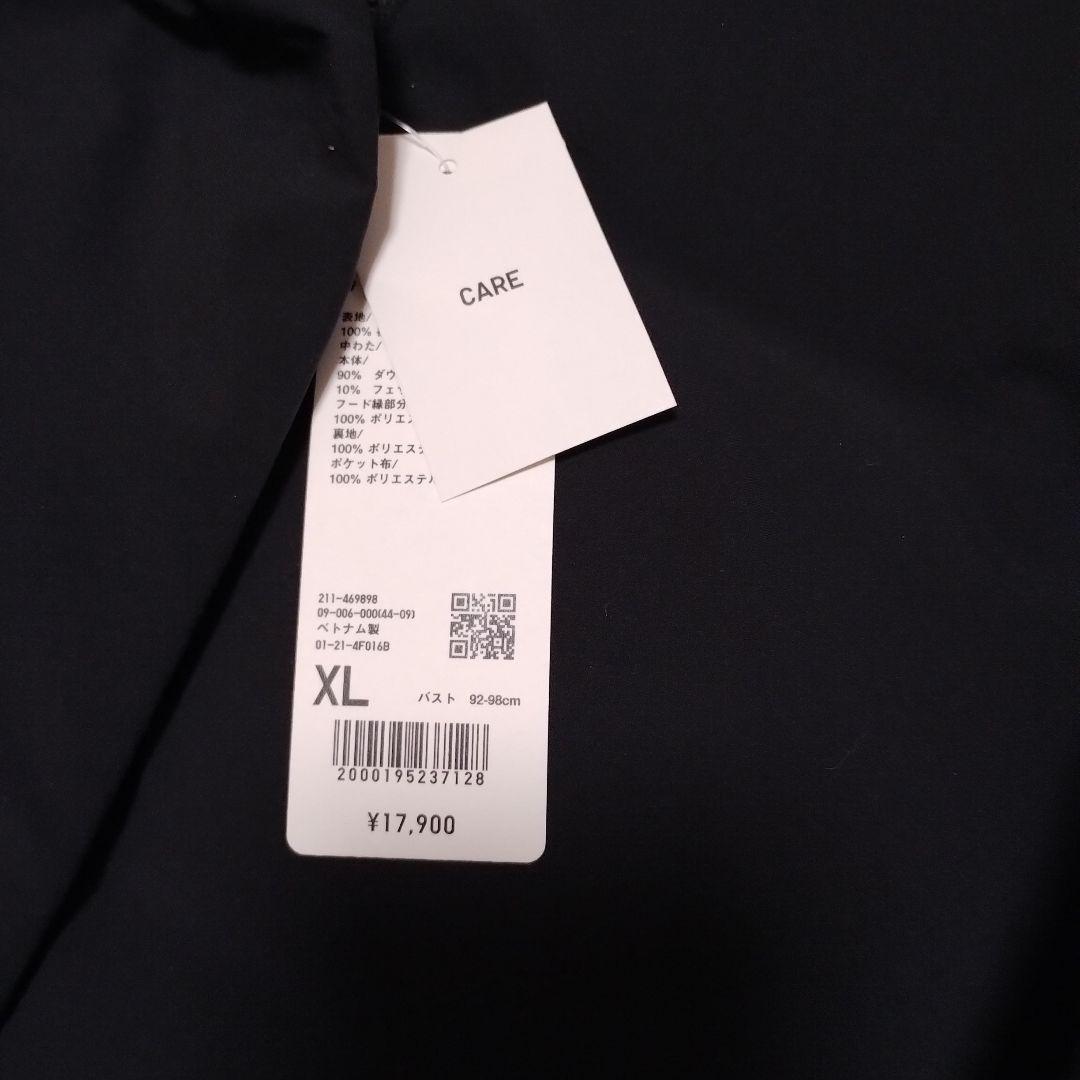 CARE
表地/
100%
中わた/
本体/
90% ダウ
10% フェ
フード縁部分
100% ポリエ
裏地/
100% ポリエステ
ポケット布/
100% ポリエステル
211-469898
09-006-000(44-09)
ベトナム製
01-21-4F016B
XL バスト 92-98cm
2000195237128
¥17,900